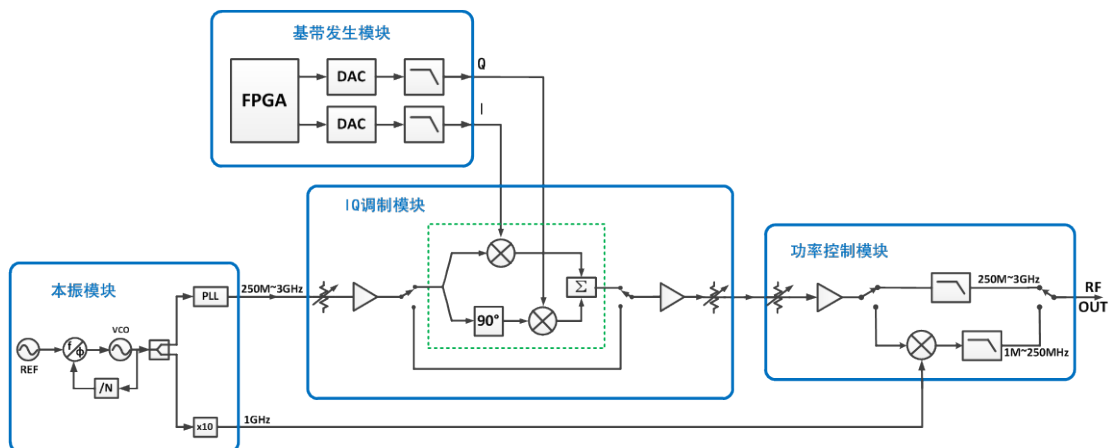 基带发生模块
FPGA
DAC
Q
DAC
I
IQ调制模块
90°
Σ
本振模块
250M~3GHz
PLL
VCO
REF
f/ϕ
/N
x10
1GHz
功率控制模块
250M~3GHz
RF
OUT
1M~250MHz